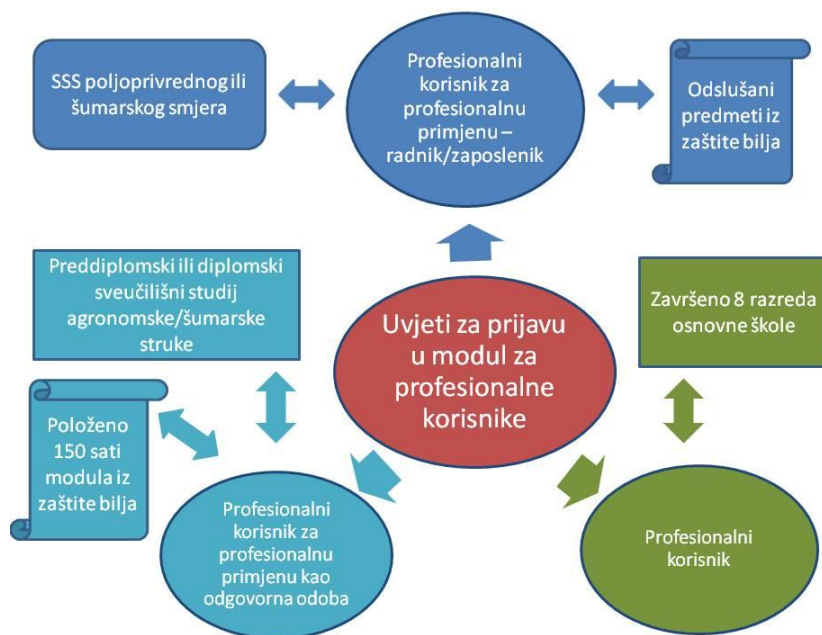 SSS poljoprivrednog ili
šumarskog smjera
Profesionalni
korisnik za
profesionalnu
primjenu –
radnik/zaposlenik
Odslušani
predmeti iz
zaštite bilja
Preddiplomski ili diplomski
sveučilišni studij
agronomske/šumarske
struke
Uvjeti za prijavu
u modul za
profesionalne
korisnike
Završeno 8 razreda
osnovne škole
Položeno
150 sati
modula iz
zaštite bilja
Profesionalni
korisnik za
profesionalnu
primjenu kao
odgovorna odoba
Profesionalni
korisnik